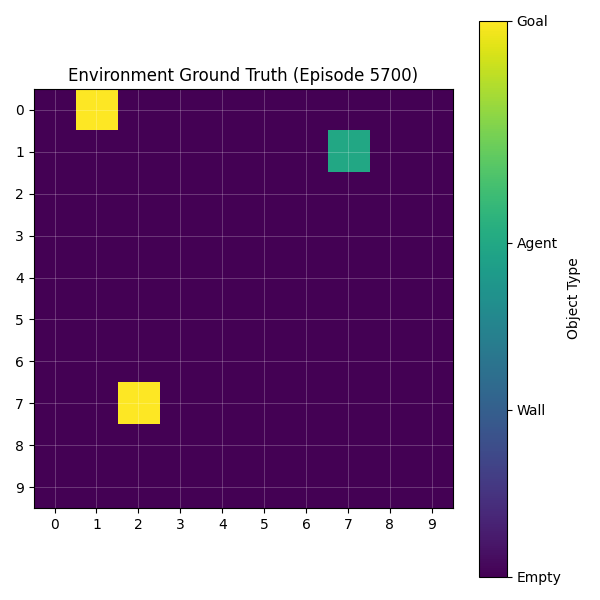 Environment Ground Truth (Episode 5700)
0
1
2
3
4
5
6
7
8
9
0 1 2 3 4 5 6 7 8 9
Goal
Agent
Wall
Empty
Object Type